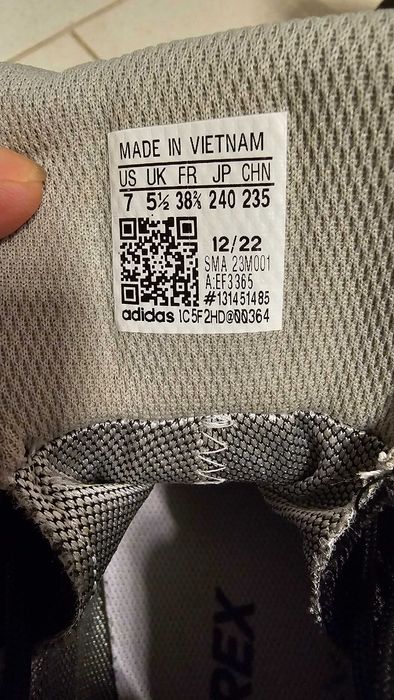 MADE IN VIETNAM
US UK FR JP CHN
7 5½ 38⅔ 240 235
12/22
SMA 23M001
A:EF3365
#131451485
adidas 1C5F2HD@00364
REX